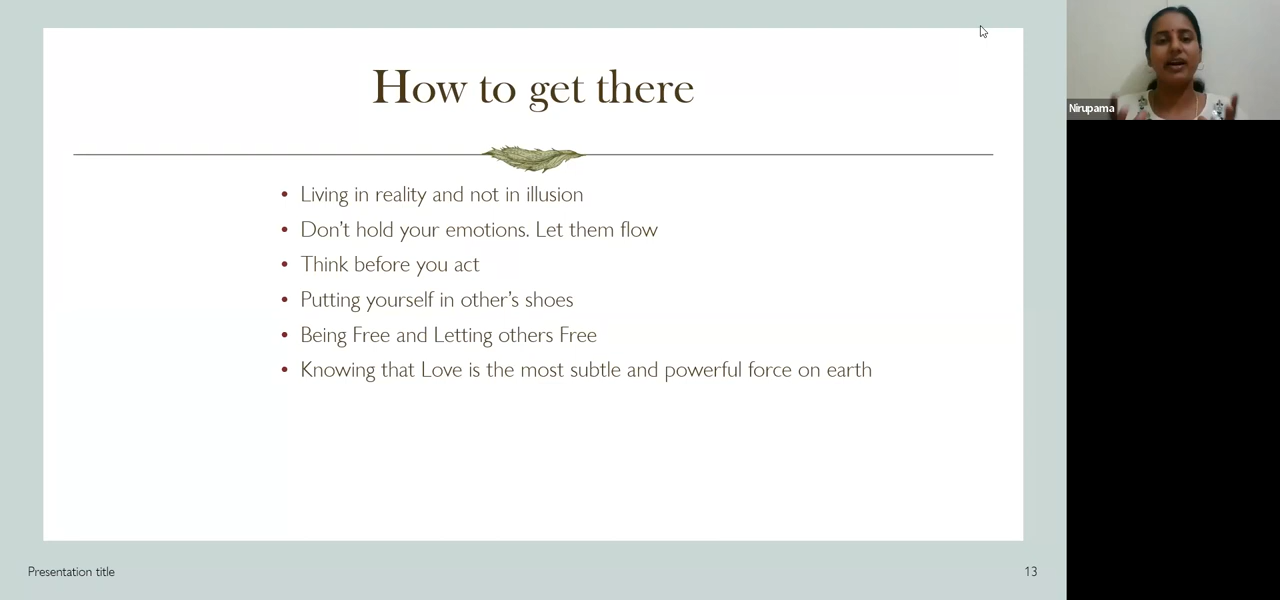 How to get there
• Living in reality and not in illusion
• Don’t hold your emotions. Let them flow
• Think before you act
• Putting yourself in other’s shoes
• Being Free and Letting others Free
• Knowing that Love is the most subtle and powerful force on earth
Presentation title
13
Nirupama